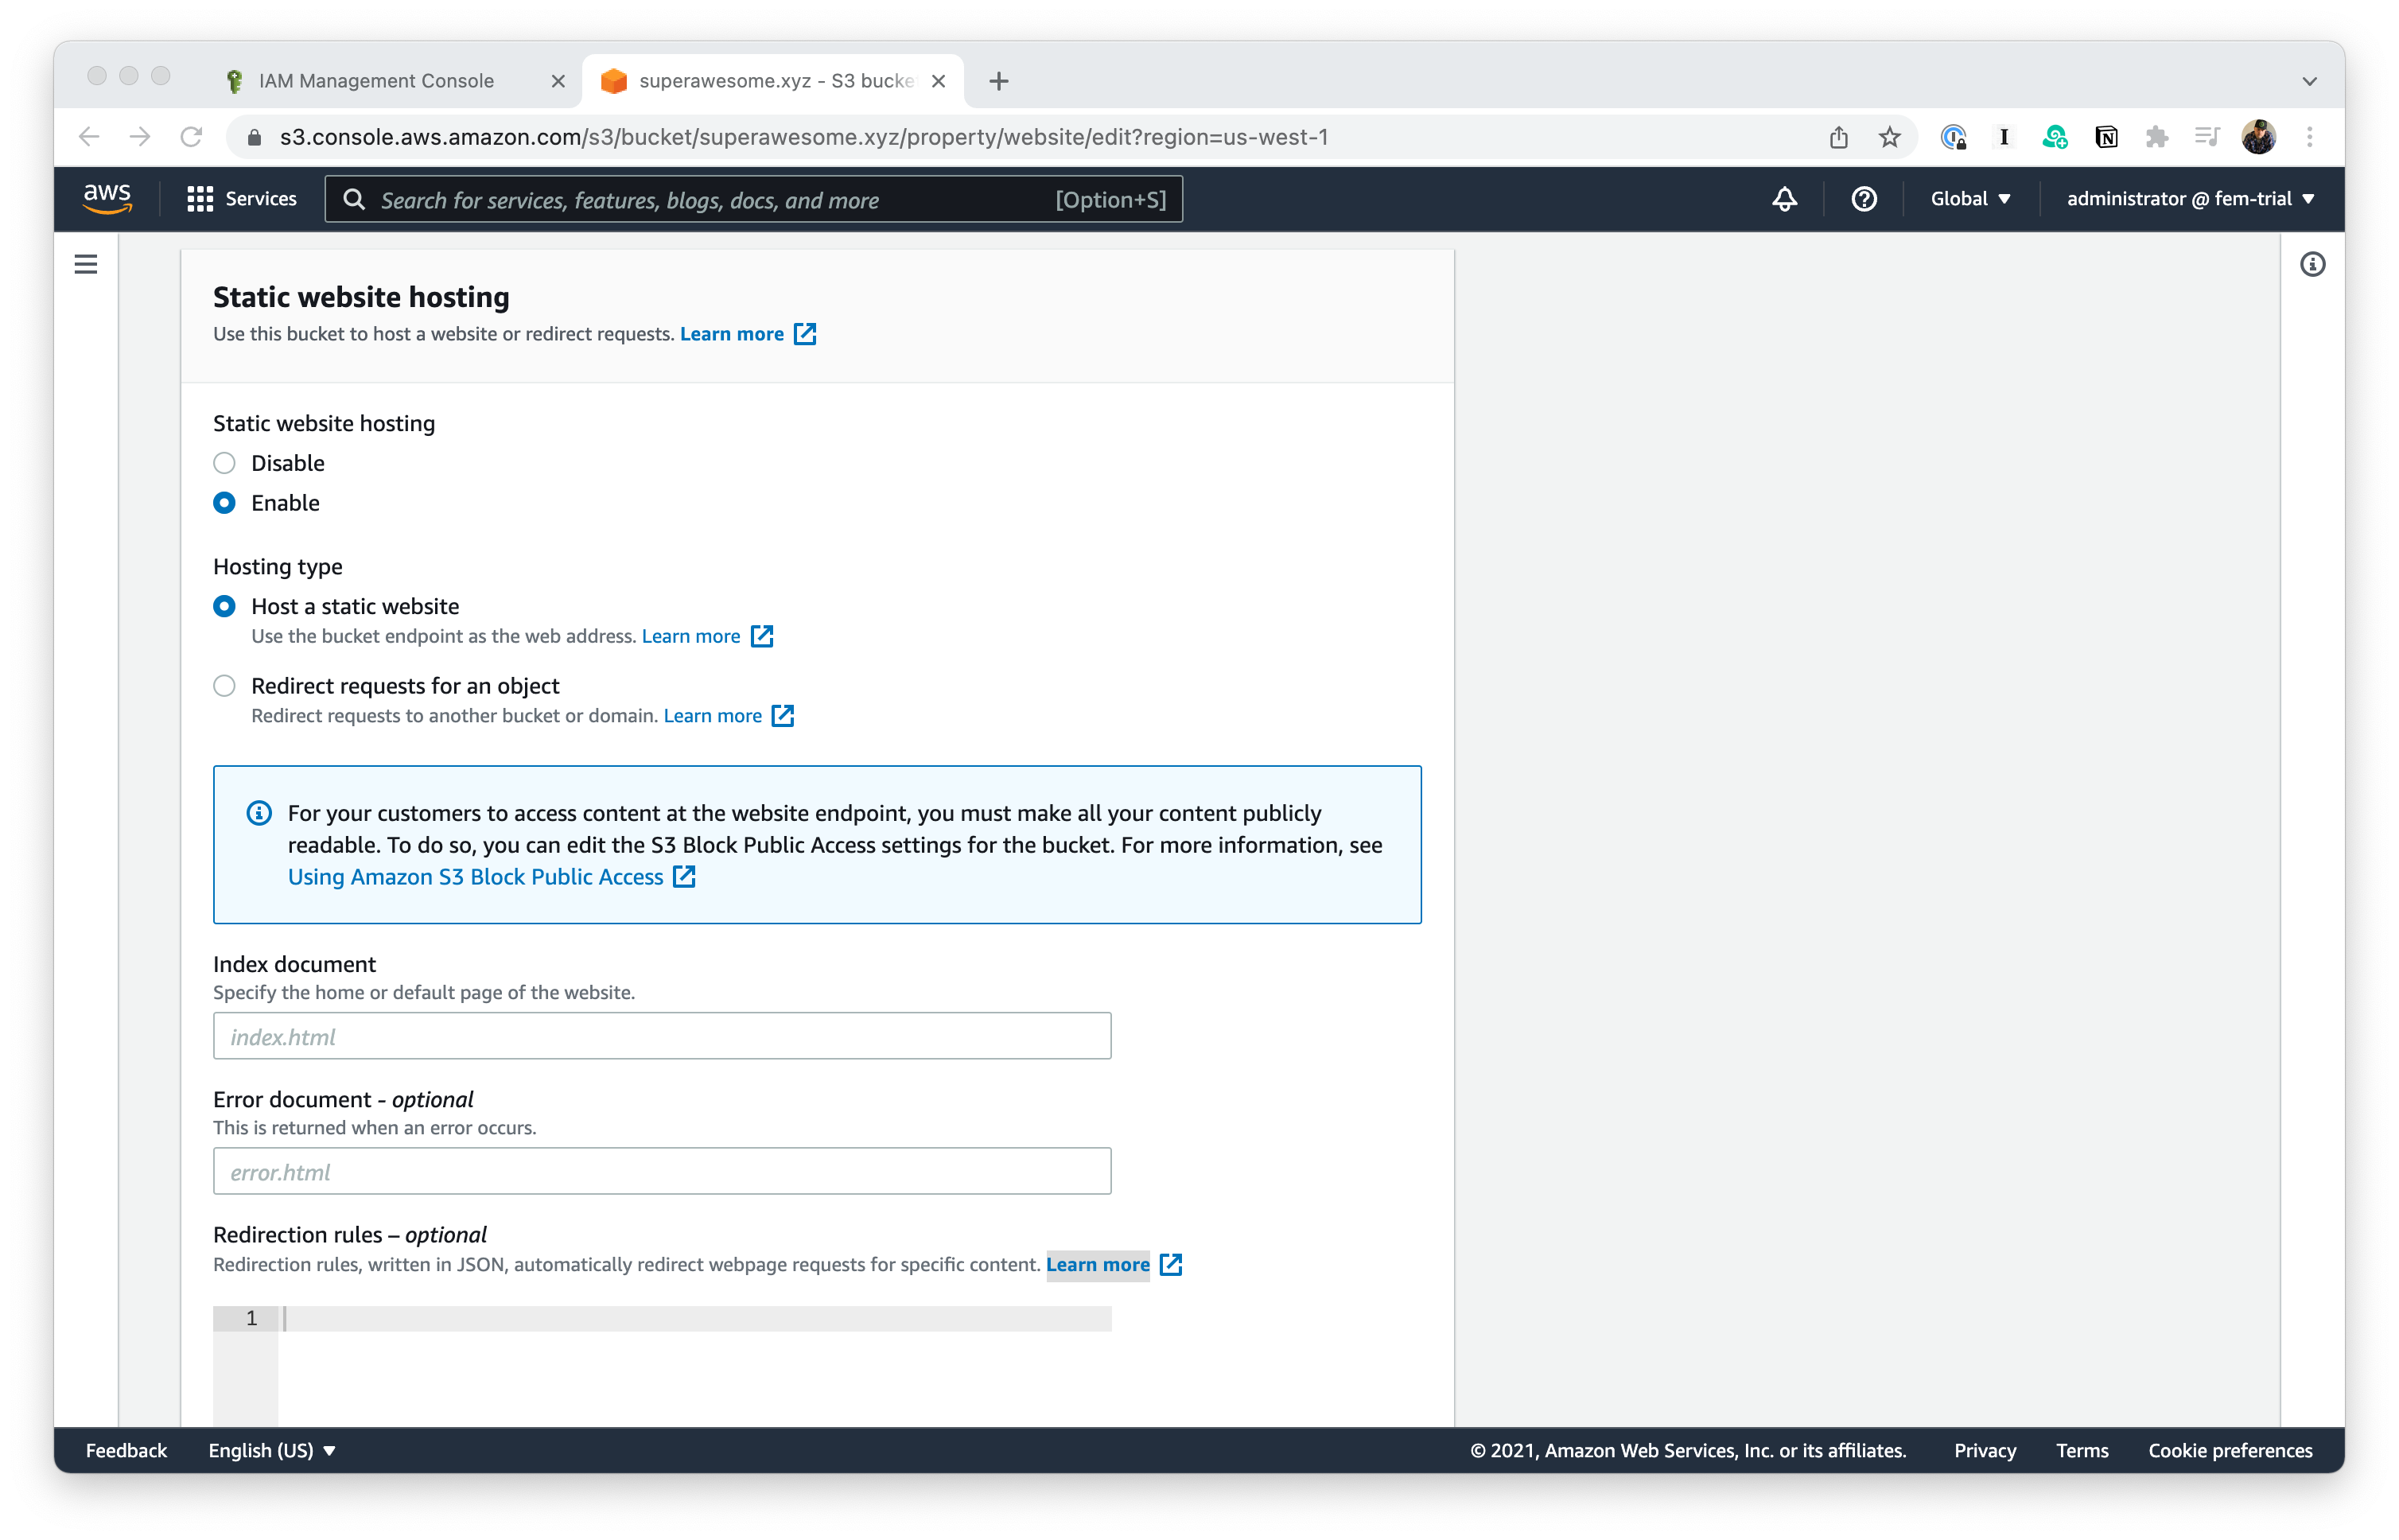 IAM Management Console
superawesome.xyz - S3 bucke
s3.console.aws.amazon.com/s3/bucket/superawesome.xyz/property/website/edit?region=us-west-1
aws
Services
Search for services, features, blogs, docs, and more [Option+S]
Global
administrator @ fem-trial
Static website hosting
Use this bucket to host a website or redirect requests. Learn more
Static website hosting
Disable
Enable
Hosting type
Host a static website
Use the bucket endpoint as the web address. Learn more
Redirect requests for an object
Redirect requests to another bucket or domain. Learn more
For your customers to access content at the website endpoint, you must make all your content publicly
readable. To do so, you can edit the S3 Block Public Access settings for the bucket. For more information, see
Using Amazon S3 Block Public Access
Index document
Specify the home or default page of the website.
index.html
Error document - optional
This is returned when an error occurs.
error.html
Redirection rules – optional
Redirection rules, written in JSON, automatically redirect webpage requests for specific content. Learn more
1
Feedback
English (US)
© 2021, Amazon Web Services, Inc. or its affiliates.
Privacy
Terms
Cookie preferences